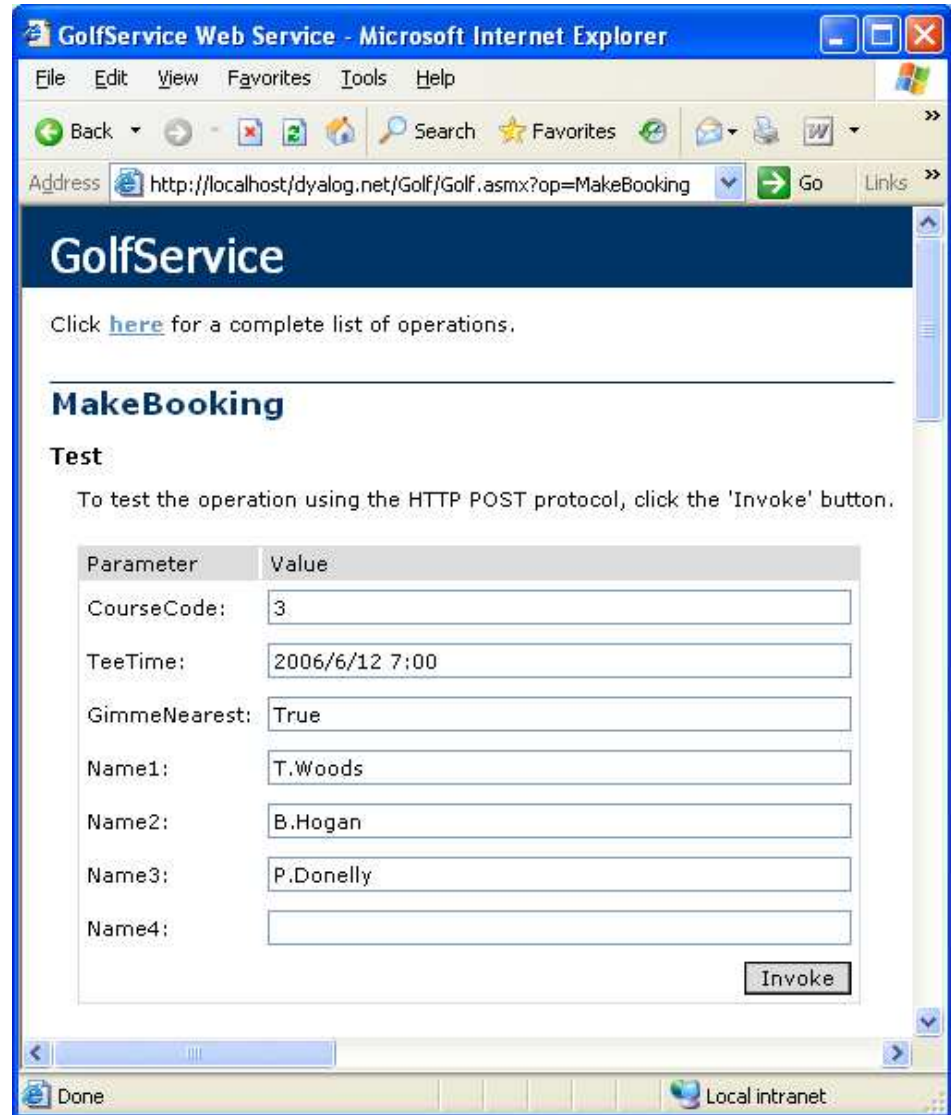 GolfService Web Service - Microsoft Internet Explorer
File Edit View Favorites Tools Help
Back Search Favorites »
Address http://localhost/dyalog.net/Golf/Golf.asmx?op=MakeBooking Go Links »
GolfService
Click here for a complete list of operations.
MakeBooking
Test
To test the operation using the HTTP POST protocol, click the 'Invoke' button.
Parameter Value
CourseCode: 3
TeeTime: 2006/6/12 7:00
GimmeNearest: True
Name1: T.Woods
Name2: B.Hogan
Name3: P.Donelly
Name4:
Invoke
Done Local intranet